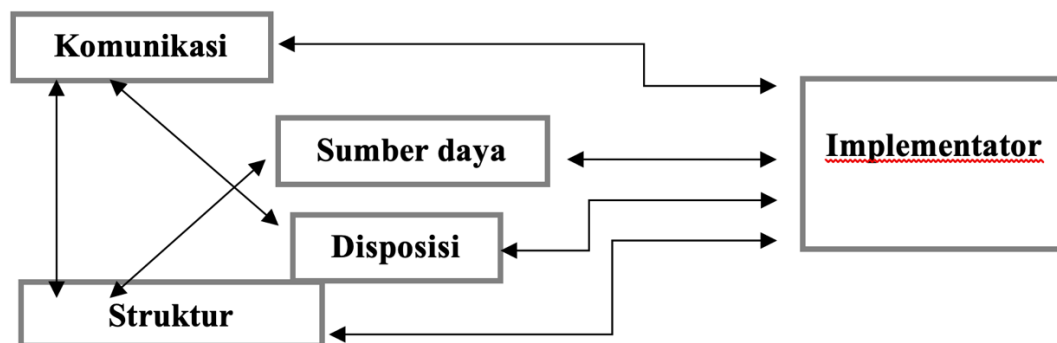 Komunikasi
Sumber daya
Implementator
Disposisi
Struktur